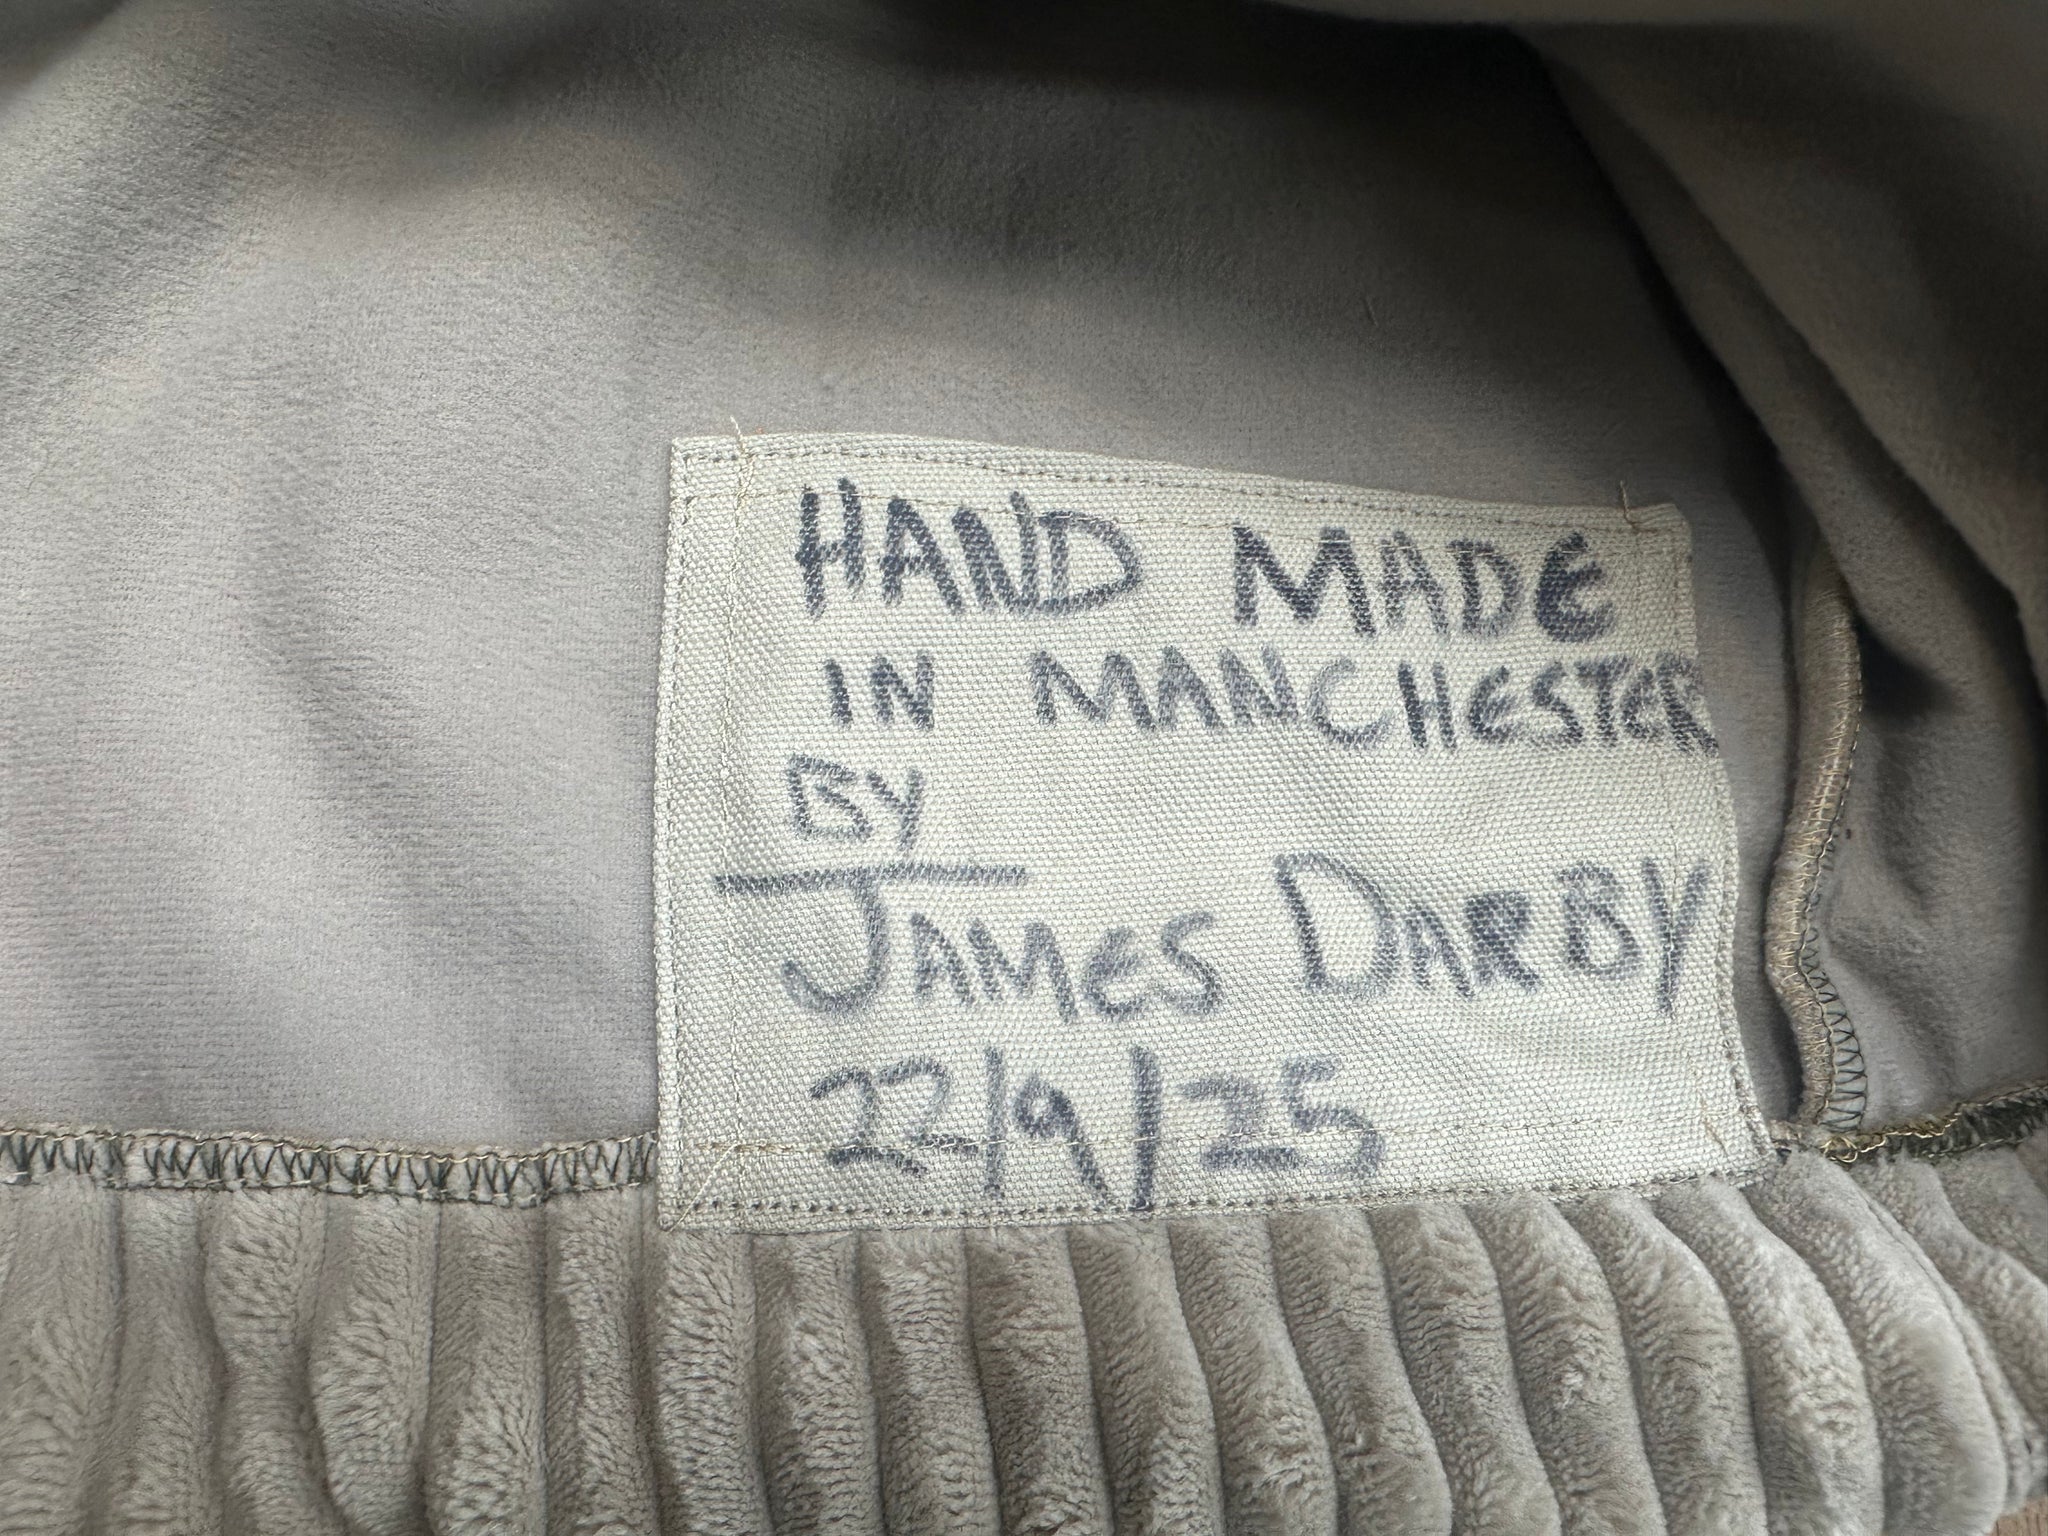 HAND MADE
IN MANCHESTER
BY
JAMES DARBY
22/9/25